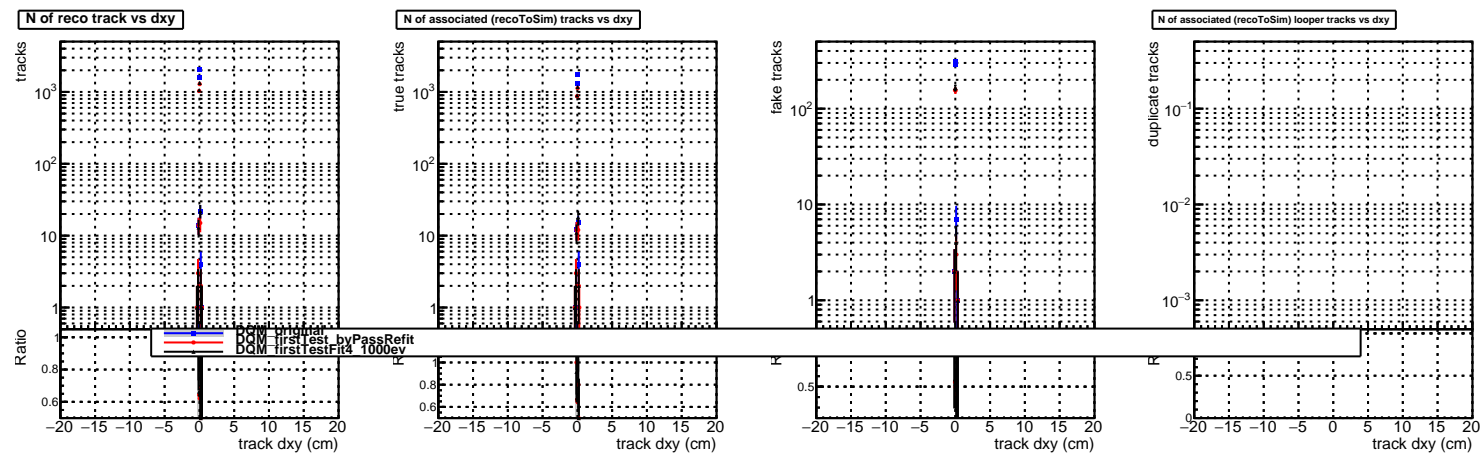 N of reco track vs dxy
tracks
10³
10²
10
1
Ratio
1
0.8
0.6
−20 −15 −10 −5 0 5 10 15 20
track dxy (cm)
N of associated (recoToSim) tracks vs dxy
true tracks
10³
10²
10
1
1
0.8
0.6
−20 −15 −10 −5 0 5 10 15 20
track dxy (cm)
fake tracks
10²
10
1
0.5
−20 −15 −10 −5 0 5 10 15 20
track dxy (cm)
N of associated (recoToSim) looper tracks vs dxy
duplicate tracks
10⁻¹
10⁻²
10⁻³
0.5
0
−20 −15 −10 −5 0 5 10 15 20
track dxy (cm)
DQM_original
DQM_firstTest_byPassRefit
DQM_firstTestFit4_1000ev